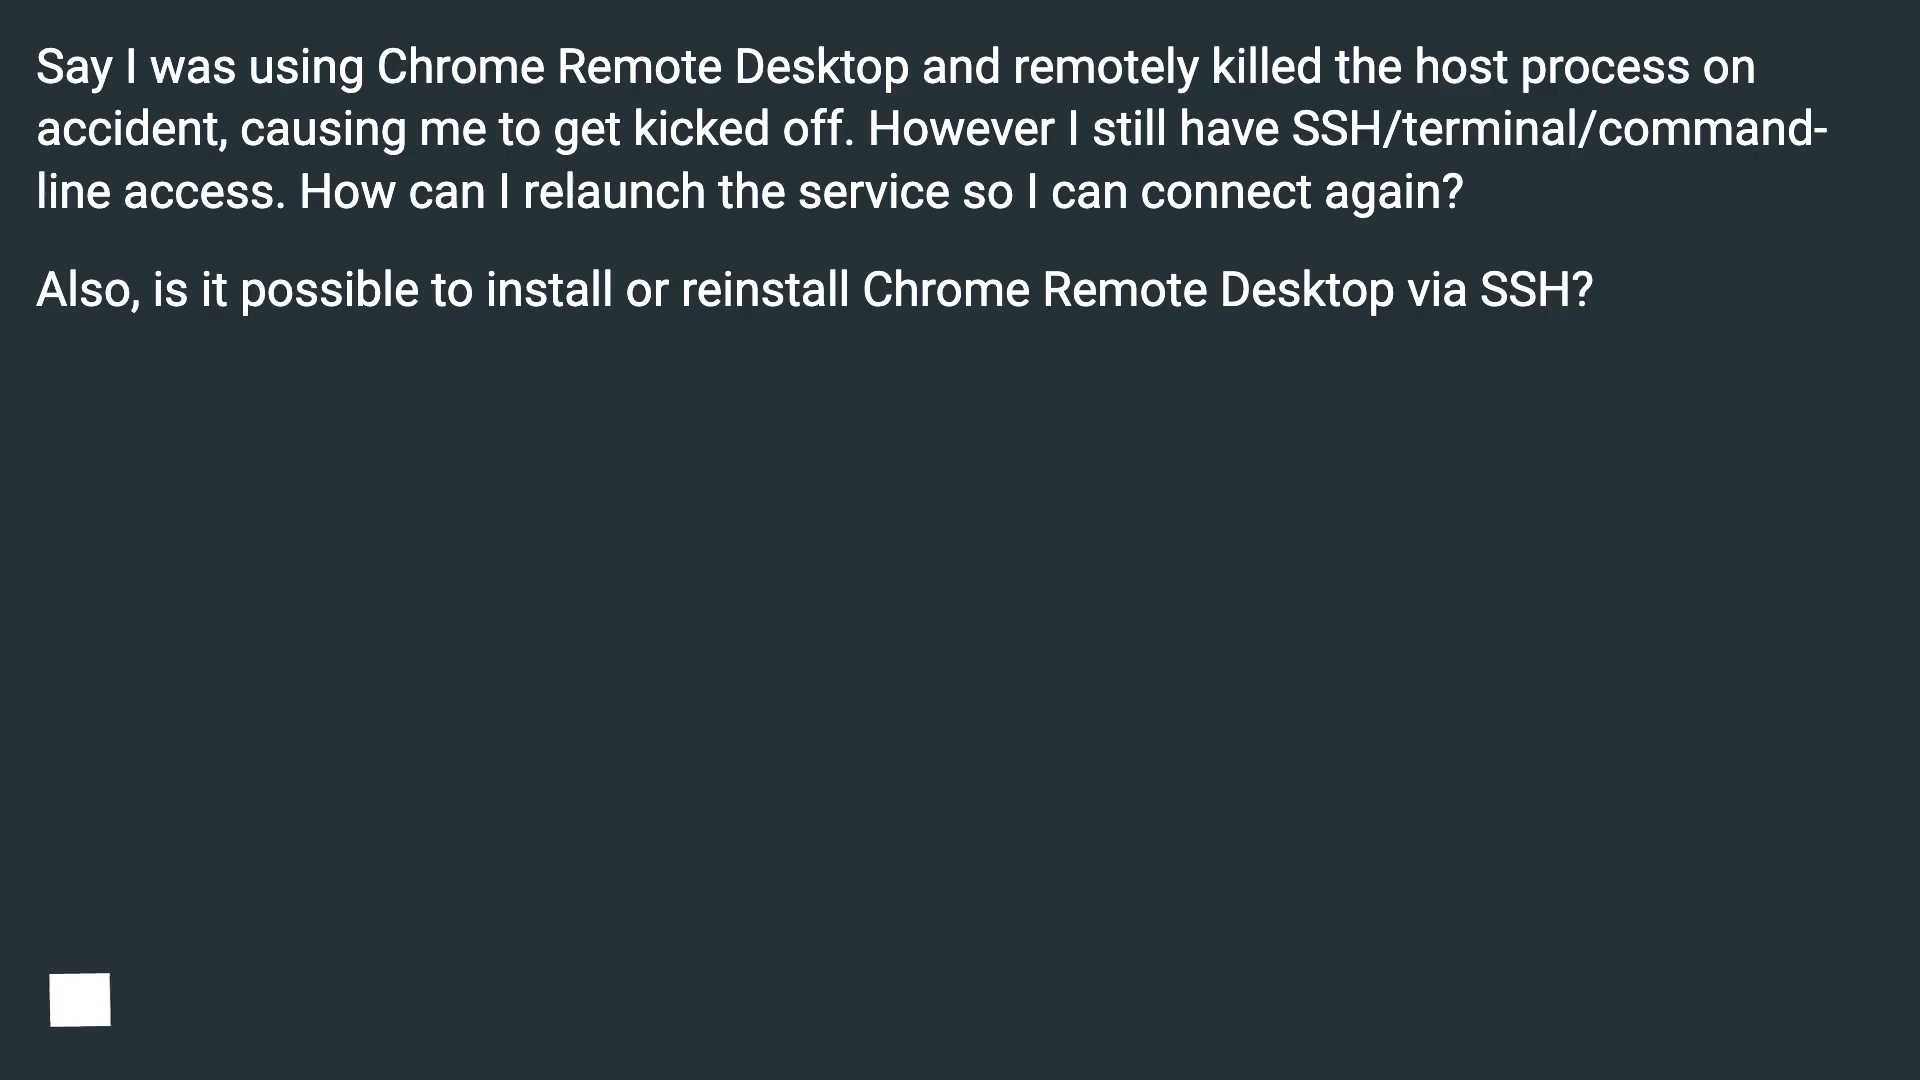 Say I was using Chrome Remote Desktop and remotely killed the host process on
accident, causing me to get kicked off. However I still have SSH/terminal/command-
line access. How can I relaunch the service so I can connect again?
Also, is it possible to install or reinstall Chrome Remote Desktop via SSH?